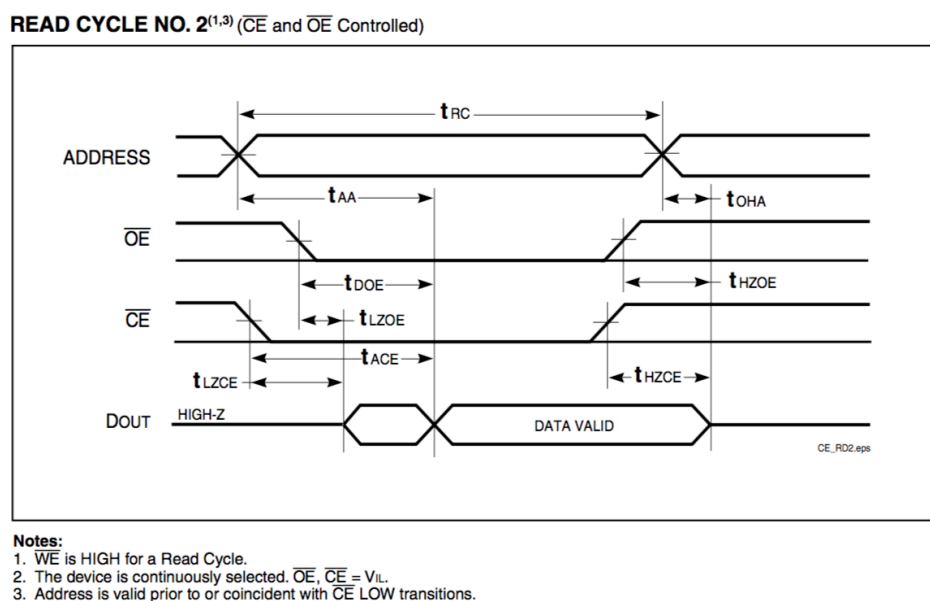 READ CYCLE NO. 2(1,3) (CE and OE Controlled)
tRC
ADDRESS
tAA
tOHA
OE
tDOE
tHZOE
tLZOE
CE
tACE
tLZCE
tHZCE
DOUT
HIGH-Z
DATA VALID
CE_RD2.eps
Notes:
1. WE is HIGH for a Read Cycle.
2. The device is continuously selected. OE, CE = VIL.
3. Address is valid prior to or coincident with CE LOW transitions.